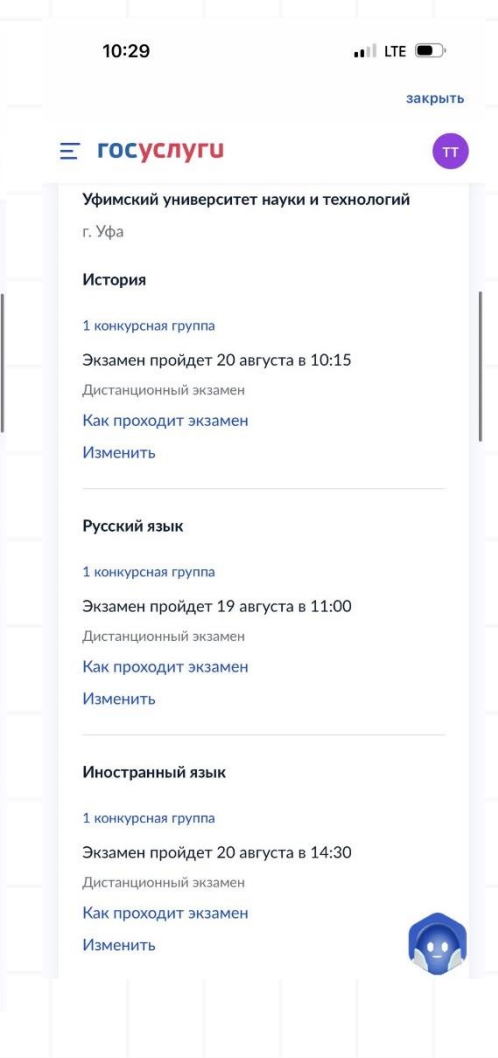 10:29
LTE
закрыть
госуслуги
ТТ
Уфимский университет науки и технологий
г. Уфа
История
1 конкурсная группа
Экзамен пройдет 20 августа в 10:15
Дистанционный экзамен
Как проходит экзамен
Изменить
Русский язык
1 конкурсная группа
Экзамен пройдет 19 августа в 11:00
Дистанционный экзамен
Как проходит экзамен
Изменить
Иностранный язык
1 конкурсная группа
Экзамен пройдет 20 августа в 14:30
Дистанционный экзамен
Как проходит экзамен
Изменить